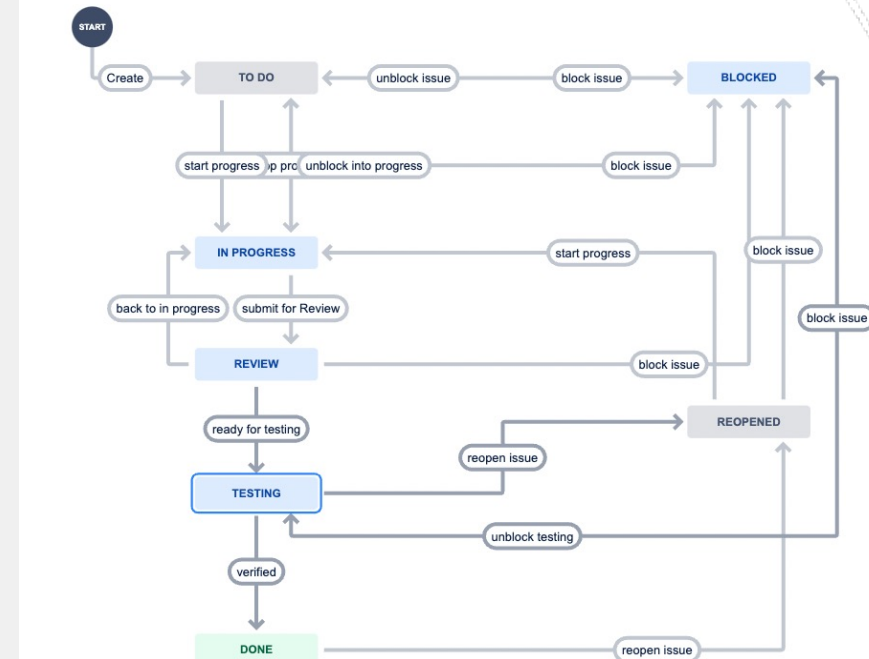 START
Create
TO DO
unblock issue
block issue
BLOCKED
start progress
unblock into progress
block issue
IN PROGRESS
start progress
block issue
back to in progress
submit for Review
block issue
REVIEW
block issue
ready for testing
REOPENED
reopen issue
TESTING
unblock testing
verified
DONE
reopen issue